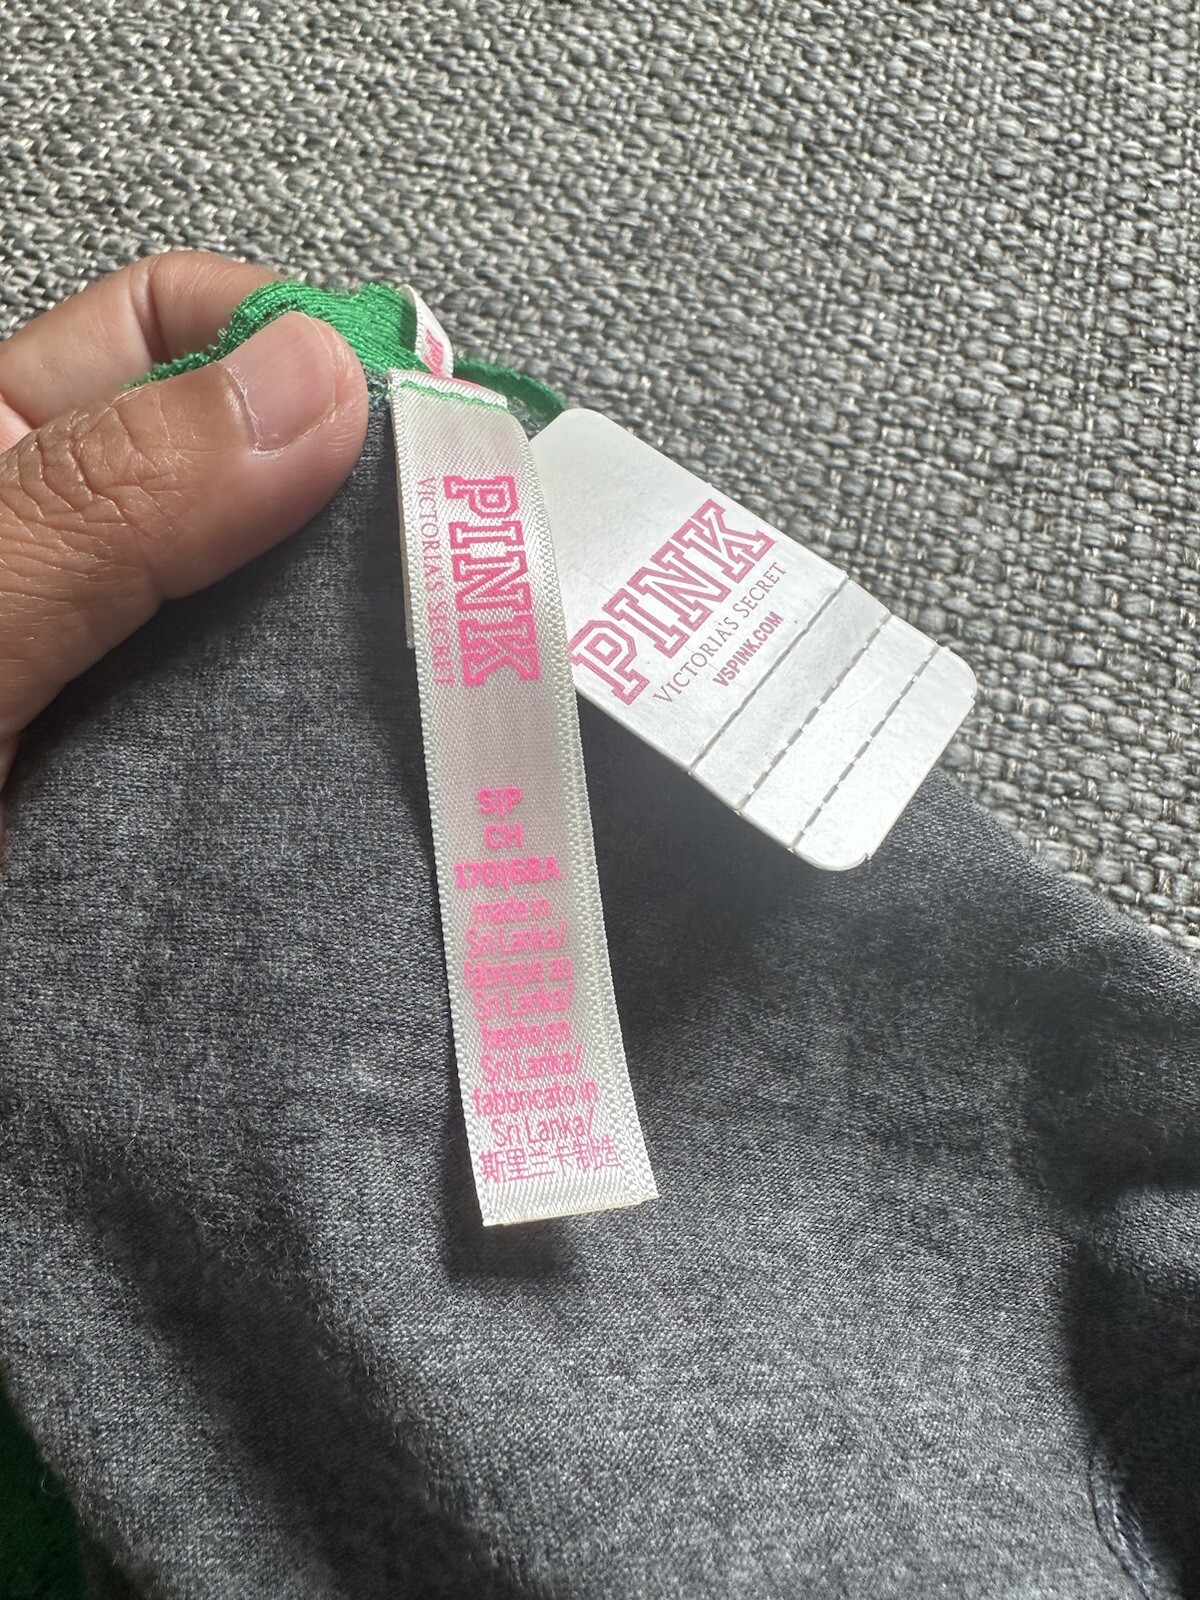 PINK
VICTORIA'S SECRET
S|P
CH
170|68A
made in
Sri Lanka/
fabriqué au
Sri Lanka/
hecho en
Sri Lanka/
fabbricato in
Sri Lanka/
斯里兰卡制造
PINK
VICTORIA'S SECRET
VSPINK.COM